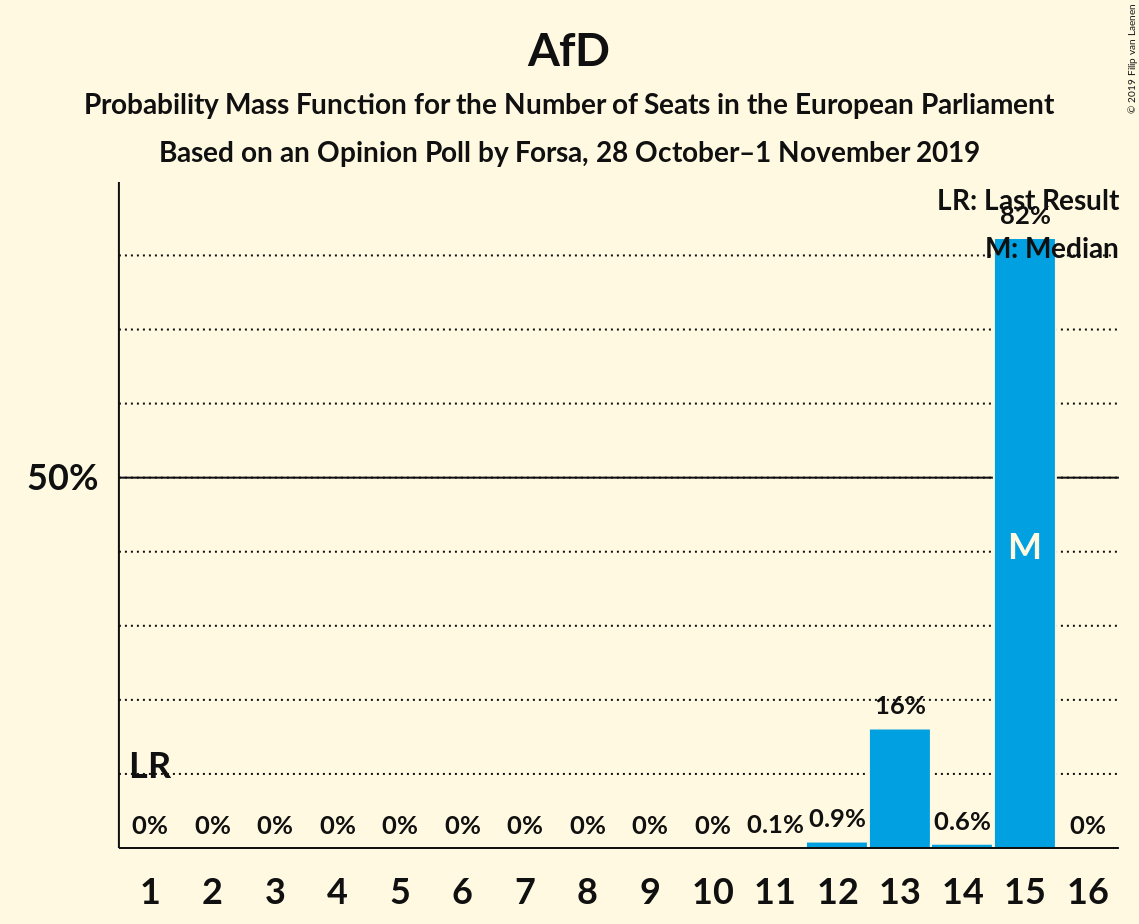 AfD
Probability Mass Function for the Number of Seats in the European Parliament
Based on an Opinion Poll by Forsa, 28 October–1 November 2019
© 2019 Filip van Laenen
LR: Last Result
82%
M: Median
50%
M
16%
LR
0% 0% 0% 0% 0% 0% 0% 0% 0% 0% 0.1% 0.9% 0.6% 0%
1 2 3 4 5 6 7 8 9 10 11 12 13 14 15 16